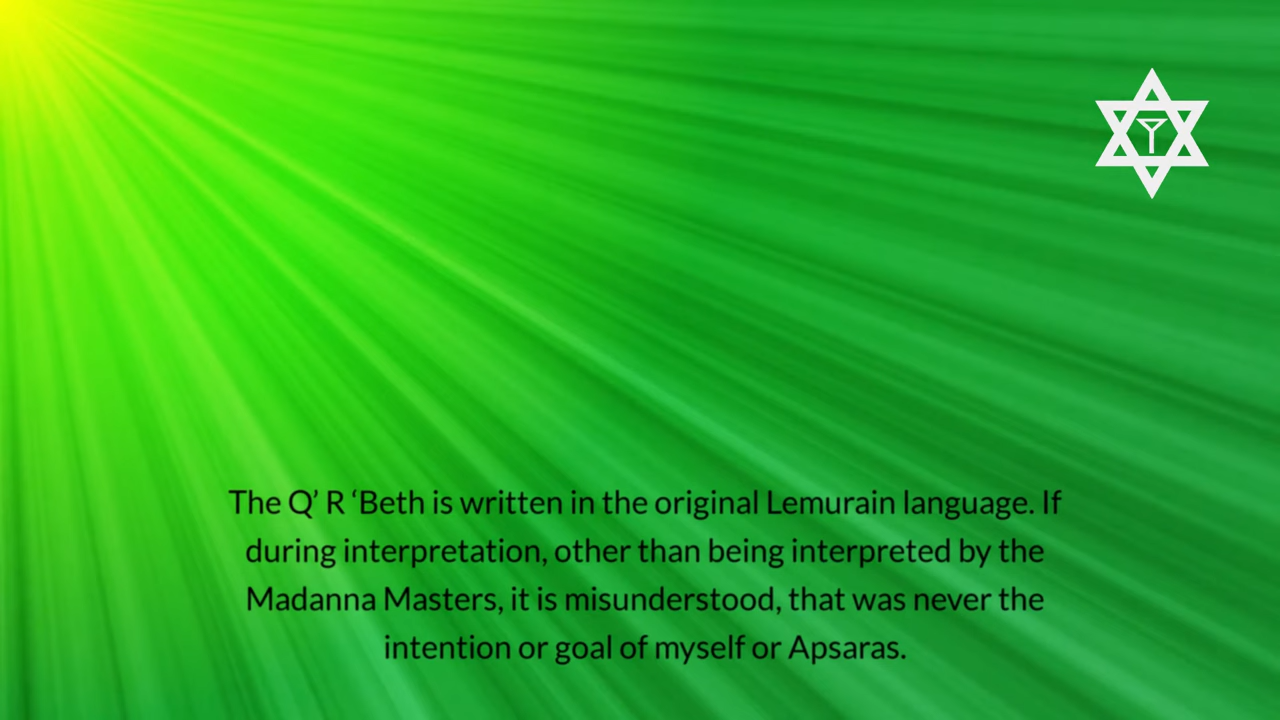 The Q’ R ‘Beth is written in the original Lemurain language. If
during interpretation, other than being interpreted by the
Madanna Masters, it is misunderstood, that was never the
intention or goal of myself or Apsaras.